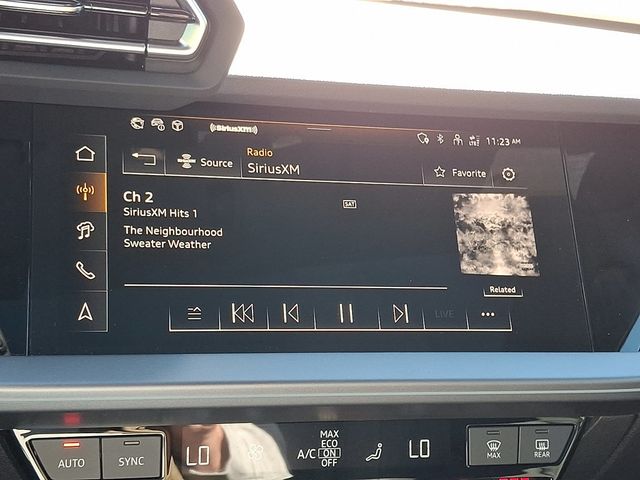 SiriusXM
11:23 AM
Source
Radio
SiriusXM
Favorite
Ch 2
SiriusXM Hits 1
SAT
The Neighbourhood
Sweater Weather
Related
LIVE
AUTO
SYNC
LO
A/C
MAX
ECO
ON
OFF
LO
MAX
REAR